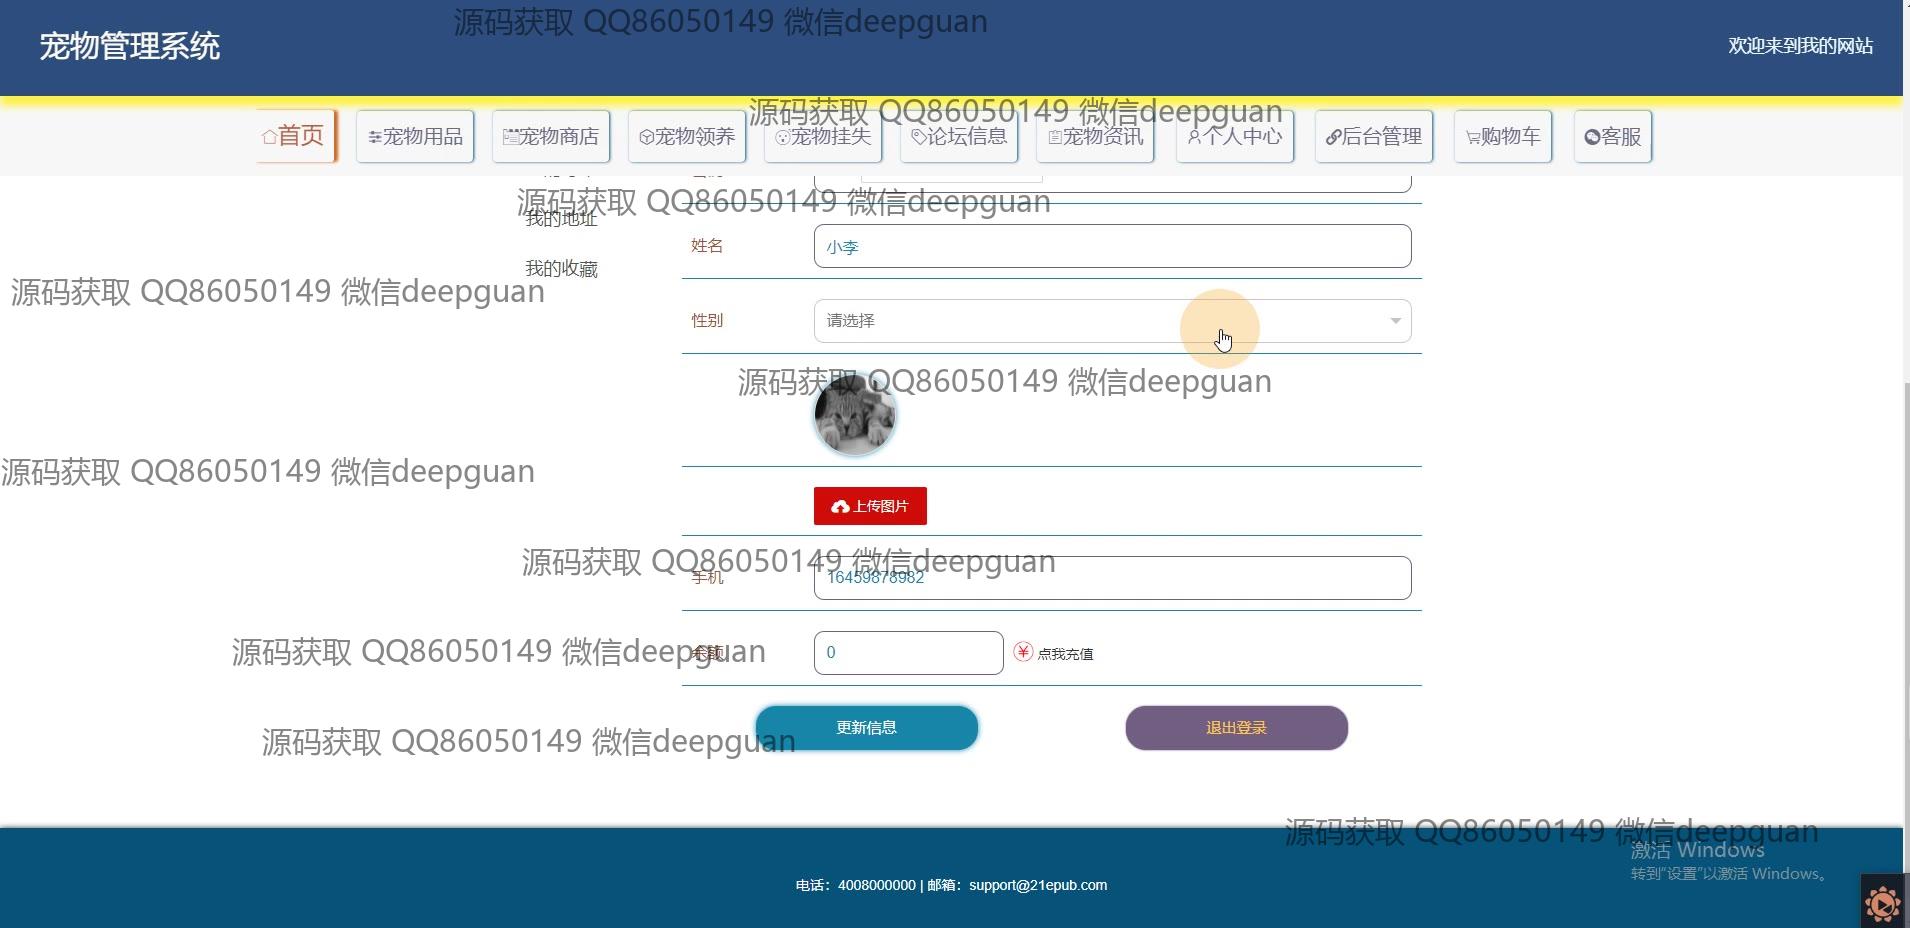 源码获取 QQ86050149 微信deepguan
宠物管理系统
欢迎来到我的网站
源码获取 QQ86050149 微信deepguan
首页 宠物用品 宠物商店 宠物领养 宠物挂失 论坛信息 宠物资讯 个人中心 后台管理 购物车 客服
源码获取 QQ86050149 微信deepguan
我的地址
姓名 小李
我的收藏
源码获取 QQ86050149 微信deepguan
性别 请选择
源码获取 QQ86050149 微信deepguan
源码获取 QQ86050149 微信deepguan
上传图片
源码获取 QQ86050149 微信deepguan
手机 16459878982
源码获取 QQ86050149 微信deepguan
余额 0 点我充值
更新信息 退出登录
源码获取 QQ86050149 微信deepguan
源码获取 QQ86050149 微信deepguan
激活 Windows
转到"设置"以激活 Windows。
电话：4008000000 | 邮箱：support@21epub.com